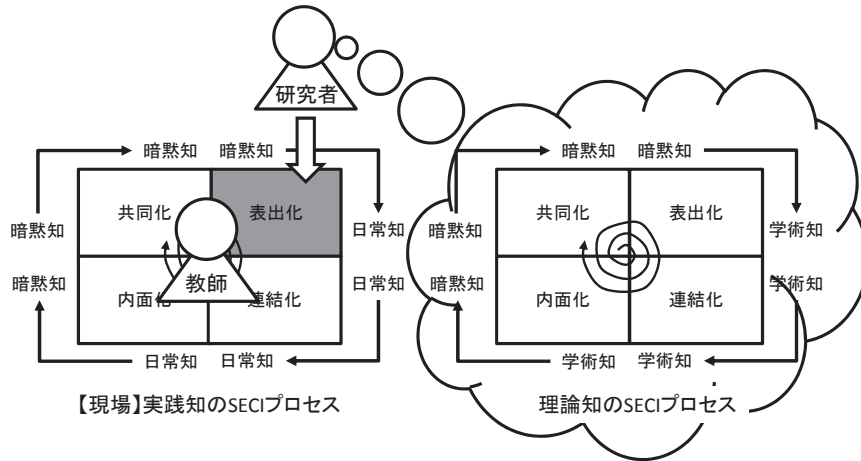 研究者
暗黙知 暗黙知
共同化 表出化
暗黙知 日常知
教師
暗黙知 日常知
内面化 連結化
日常知 日常知
【現場】実践知のSECIプロセス
暗黙知 暗黙知
共同化 表出化
暗黙知 学術知
暗黙知 学術知
内面化 連結化
学術知 学術知
理論知のSECIプロセス